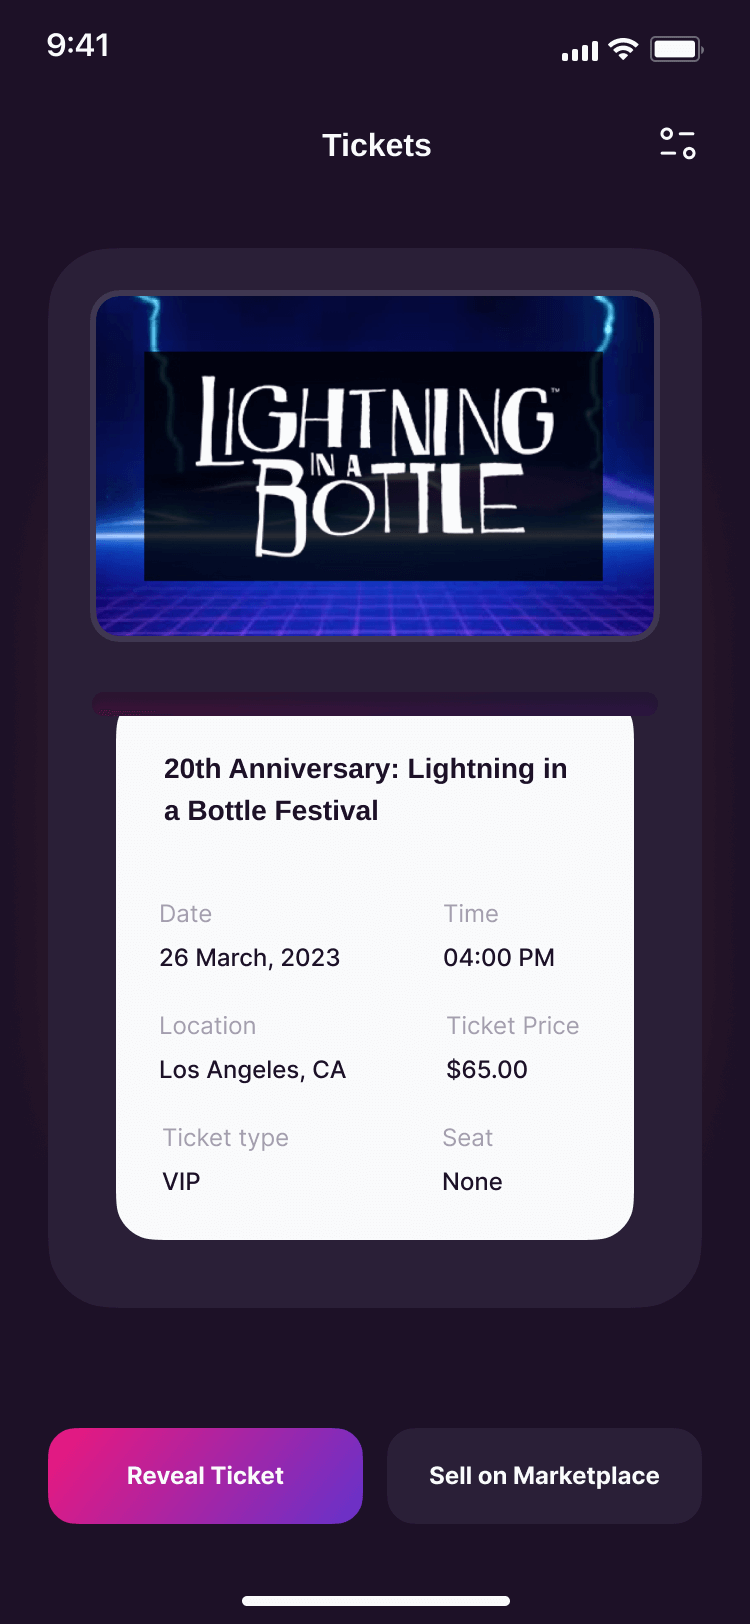 9:41
Tickets
LIGHTNING™
IN A
BOTTLE
20th Anniversary: Lightning in
a Bottle Festival
Date
Time
26 March, 2023
04:00 PM
Location
Ticket Price
Los Angeles, CA
$65.00
Ticket type
Seat
VIP
None
Reveal Ticket
Sell on Marketplace